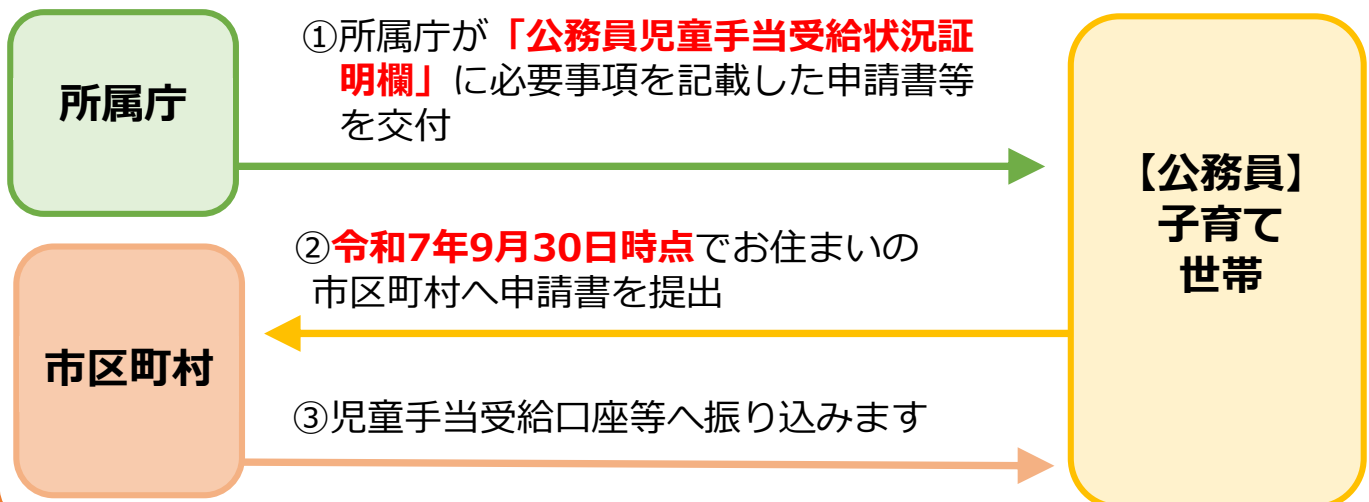 所属庁
①所属庁が「公務員児童手当受給状況証
明欄」に必要事項を記載した申請書等
を交付
【公務員】
子育て
世帯
②令和7年9月30日時点でお住まいの
市区町村へ申請書を提出
市区町村
③児童手当受給口座等へ振り込みます